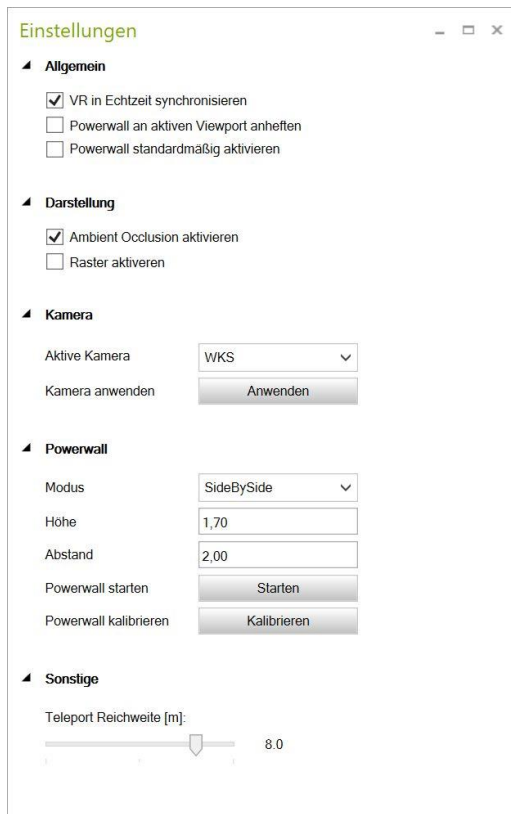 Einstellungen
Allgemein
VR in Echtzeit synchronisieren
Powerwall an aktiven Viewport anheften
Powerwall standardmäßig aktivieren
Darstellung
Ambient Occlusion aktivieren
Raster aktiveren
Kamera
Aktive Kamera WKS
Kamera anwenden Anwenden
Powerwall
Modus SideBySide
Höhe 1,70
Abstand 2,00
Powerwall starten Starten
Powerwall kalibrieren Kalibrieren
Sonstige
Teleport Reichweite [m]:
8.0